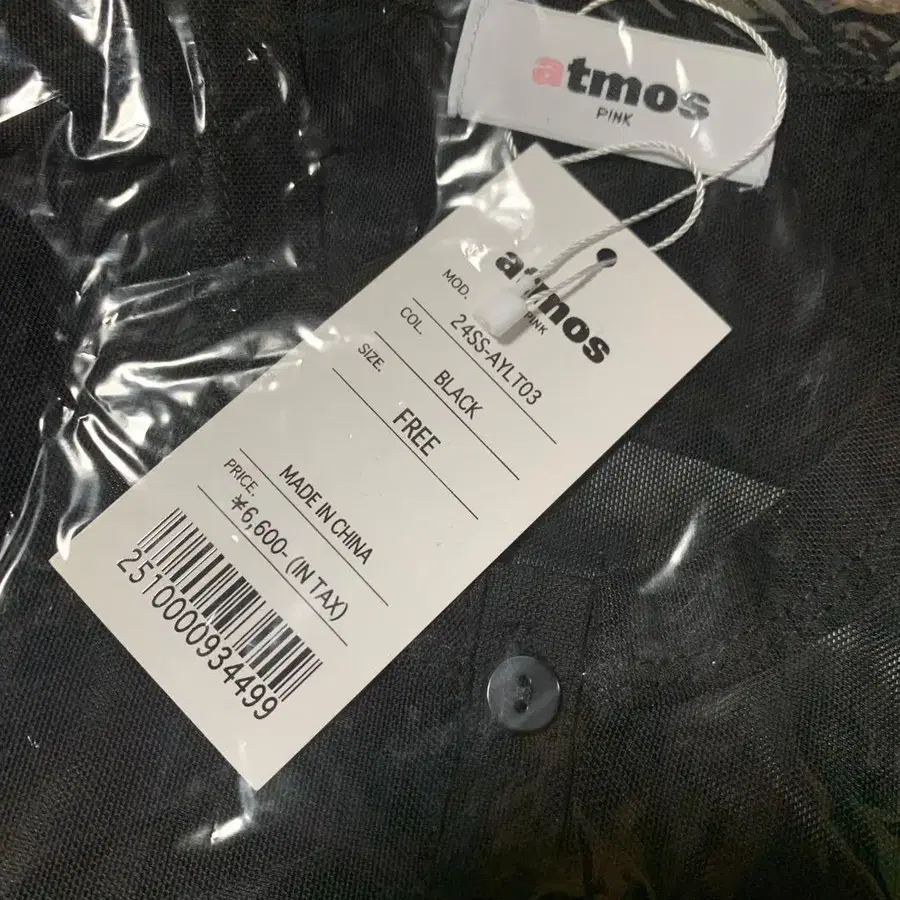 atmos
PINK
atmos
PINK
MOD. 24SS-AYLT03
COL. BLACK
SIZE. FREE
MADE IN CHINA
PRICE. ¥6,600- (IN TAX)
2510000934499